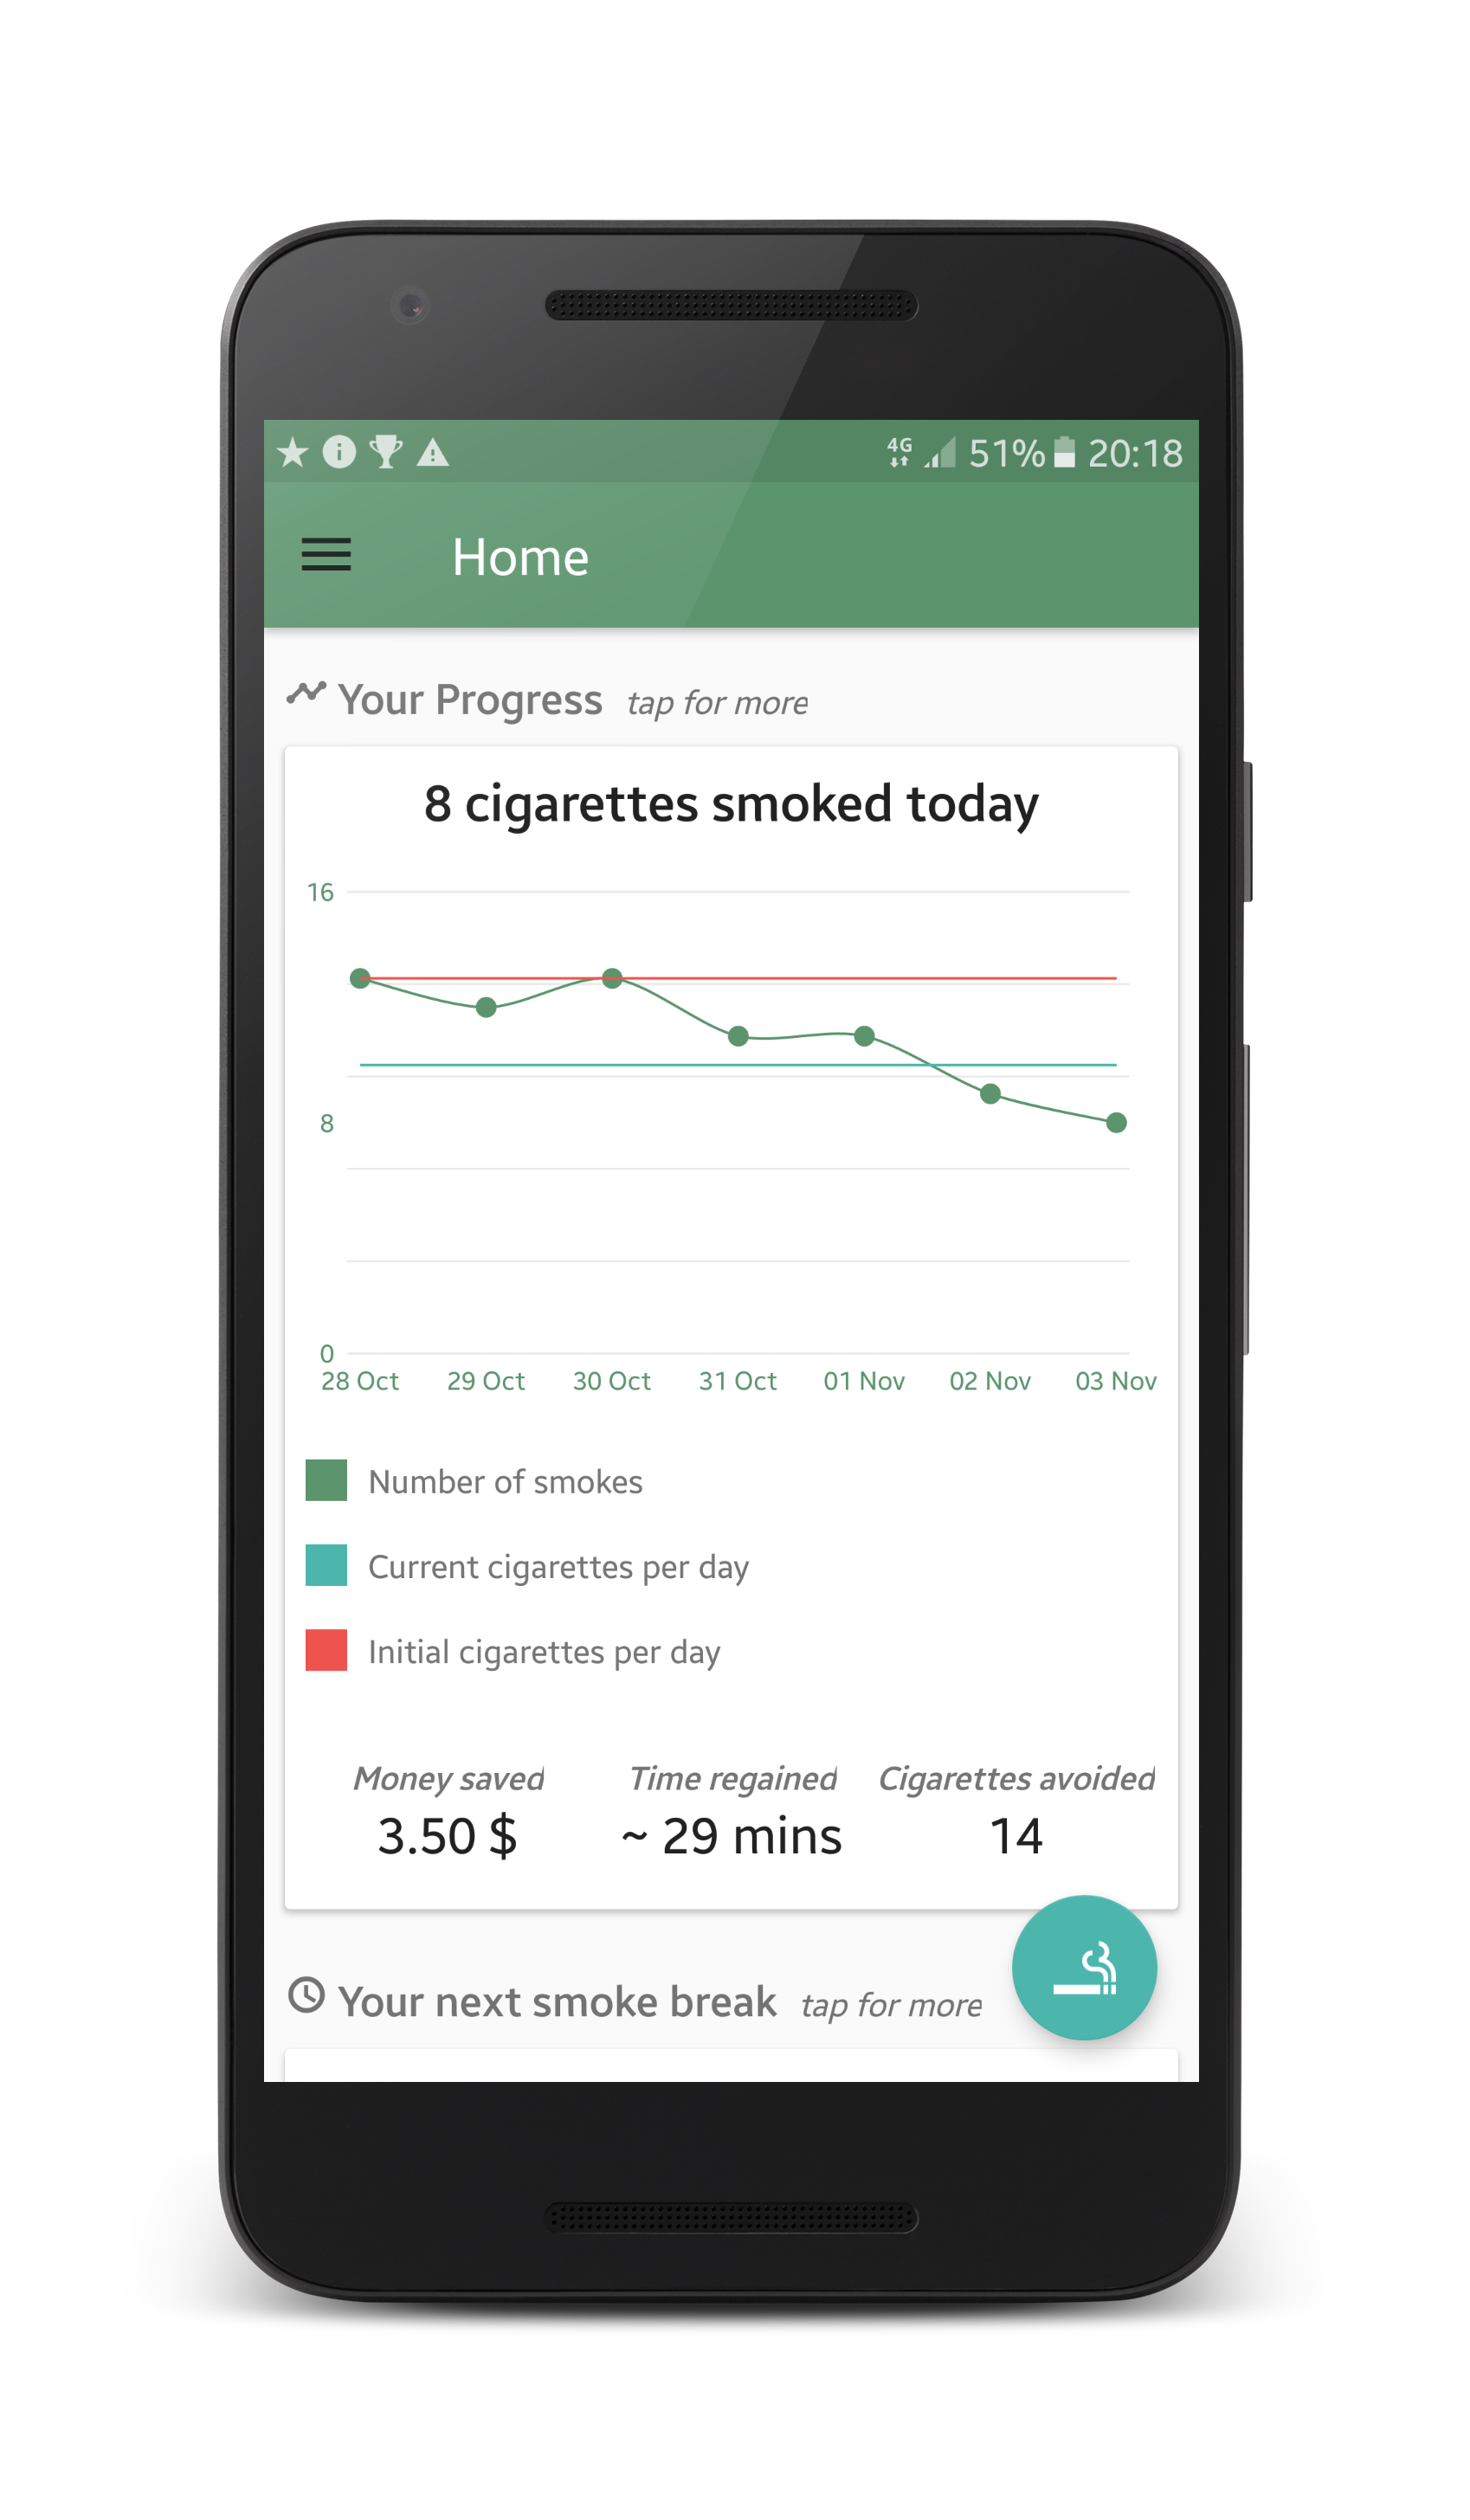 4G 51% 20:18
Home
Your Progress tap for more
8 cigarettes smoked today
16
8
0
28 Oct 29 Oct 30 Oct 31 Oct 01 Nov 02 Nov 03 Nov
Number of smokes
Current cigarettes per day
Initial cigarettes per day
Money saved Time regained Cigarettes avoided
3.50 $ ~ 29 mins 14
Your next smoke break tap for more